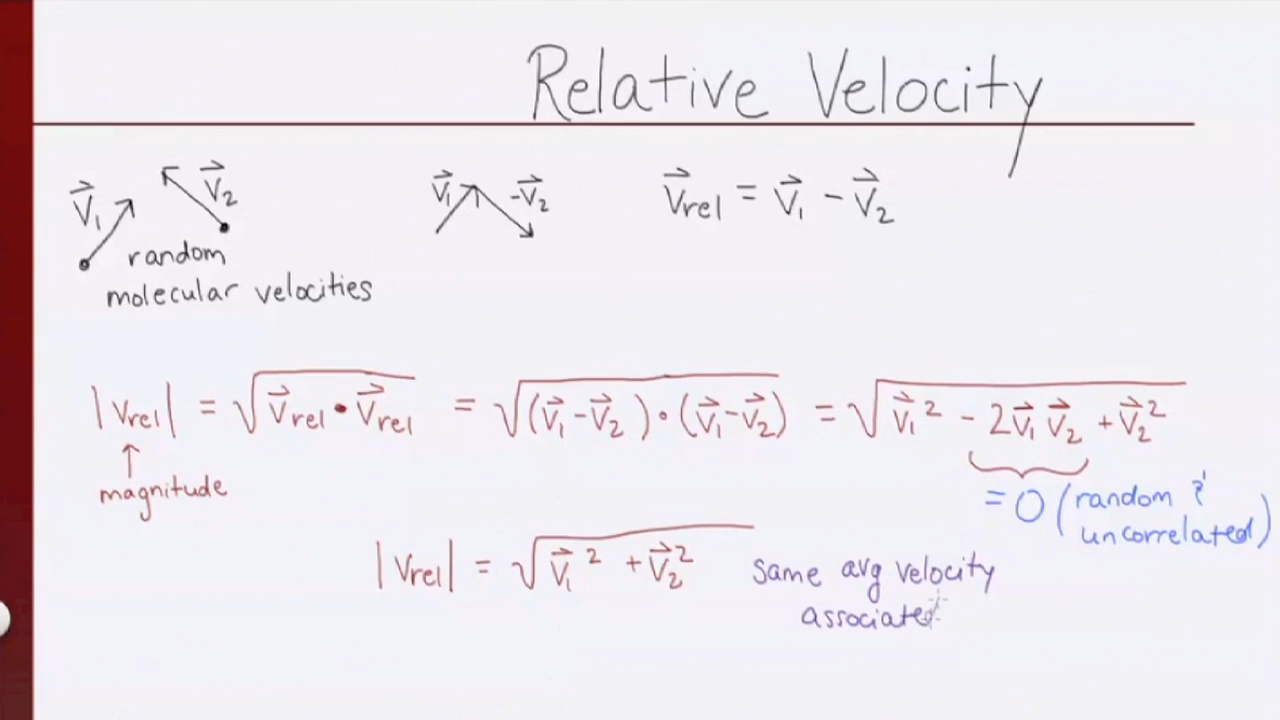 Relative Velocity
V⃗₁ V⃗₂ V⃗₁ -V⃗₂ V⃗rel = V⃗₁ - V⃗₂
random
molecular velocities
|Vrel| = √(V⃗rel • V⃗rel) = √((V⃗₁-V⃗₂)•(V⃗₁-V⃗₂)) = √(V⃗₁² - 2V⃗₁V⃗₂ + V⃗₂²)
↑
magnitude
= 0 (random &
uncorrelated)
|Vrel| = √(V⃗₁² + V⃗₂²) same avg velocity
associated